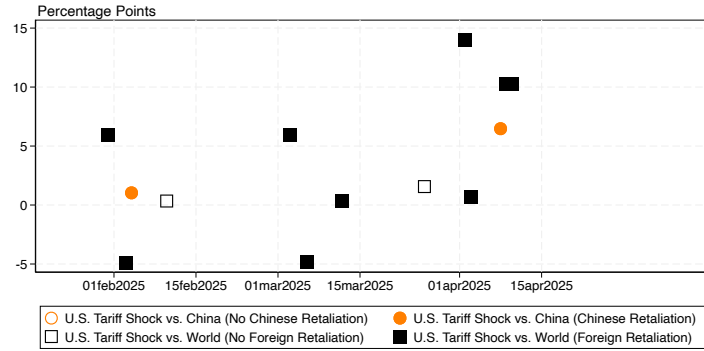 Percentage Points
15
10
5
0
-5
01feb2025 15feb2025 01mar2025 15mar2025 01apr2025 15apr2025
U.S. Tariff Shock vs. China (No Chinese Retaliation) U.S. Tariff Shock vs. China (Chinese Retaliation)
U.S. Tariff Shock vs. World (No Foreign Retaliation) U.S. Tariff Shock vs. World (Foreign Retaliation)